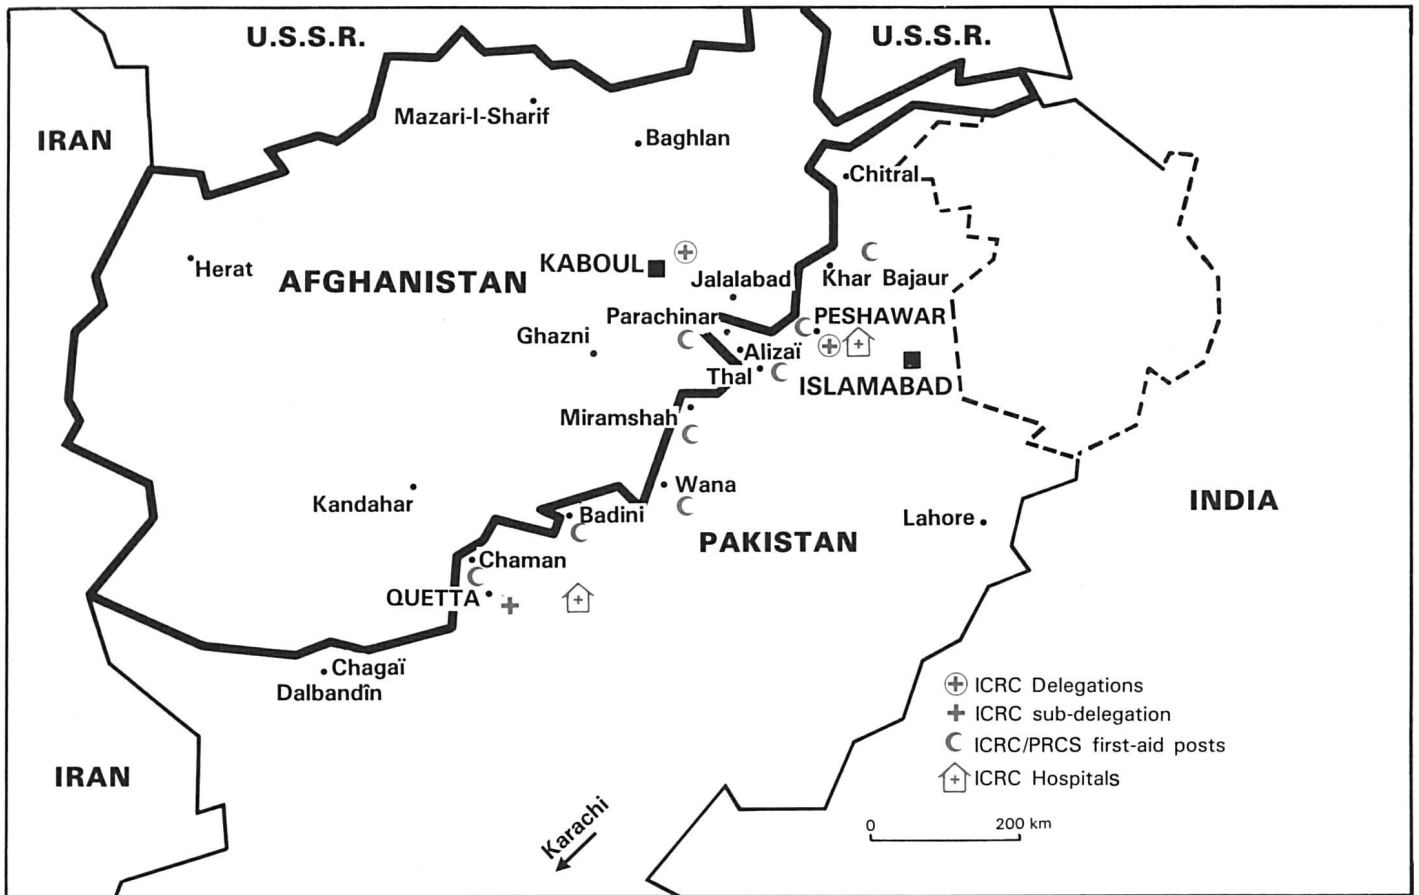 U.S.S.R.
U.S.S.R.
IRAN
Mazari-I-Sharif
Baghlan
Chitral
Herat
AFGHANISTAN
KABOUL
Jalalabad
Khar Bajaur
Parachinar
PESHAWAR
Ghazni
Alizaï
Thal
ISLAMABAD
Miramshah
Wana
Kandahar
Badini
Lahore
INDIA
PAKISTAN
Chaman
QUETTA
Chagaï
Dalbandîn
IRAN
Karachi
ICRC Delegations
ICRC sub-delegation
ICRC/PRCS first-aid posts
ICRC Hospitals
0 200 km